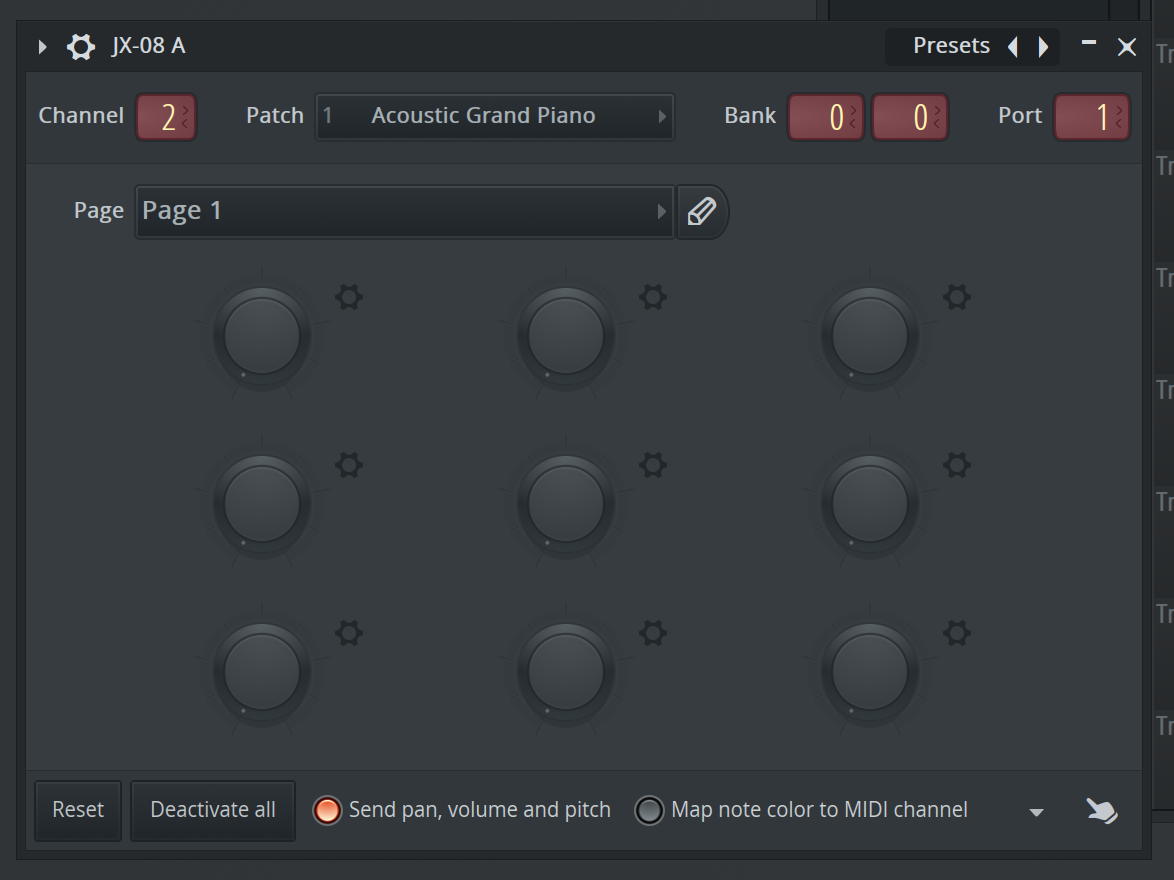 JX-08 A
Presets
Channel 2 Patch 1 Acoustic Grand Piano Bank 0 0 Port 1
Page Page 1
Reset Deactivate all Send pan, volume and pitch Map note color to MIDI channel
Tr
Tr
Tr
Tr
Tr
Tr
Tr